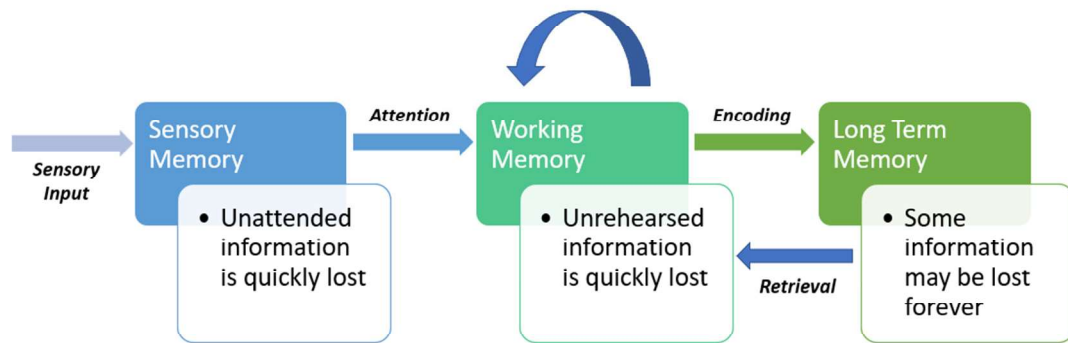 Sensory
Input
Sensory
Memory
• Unattended
information
is quickly lost
Attention
Working
Memory
• Unrehearsed
information
is quickly lost
Encoding
Long Term
Memory
• Some
information
may be lost
forever
Retrieval